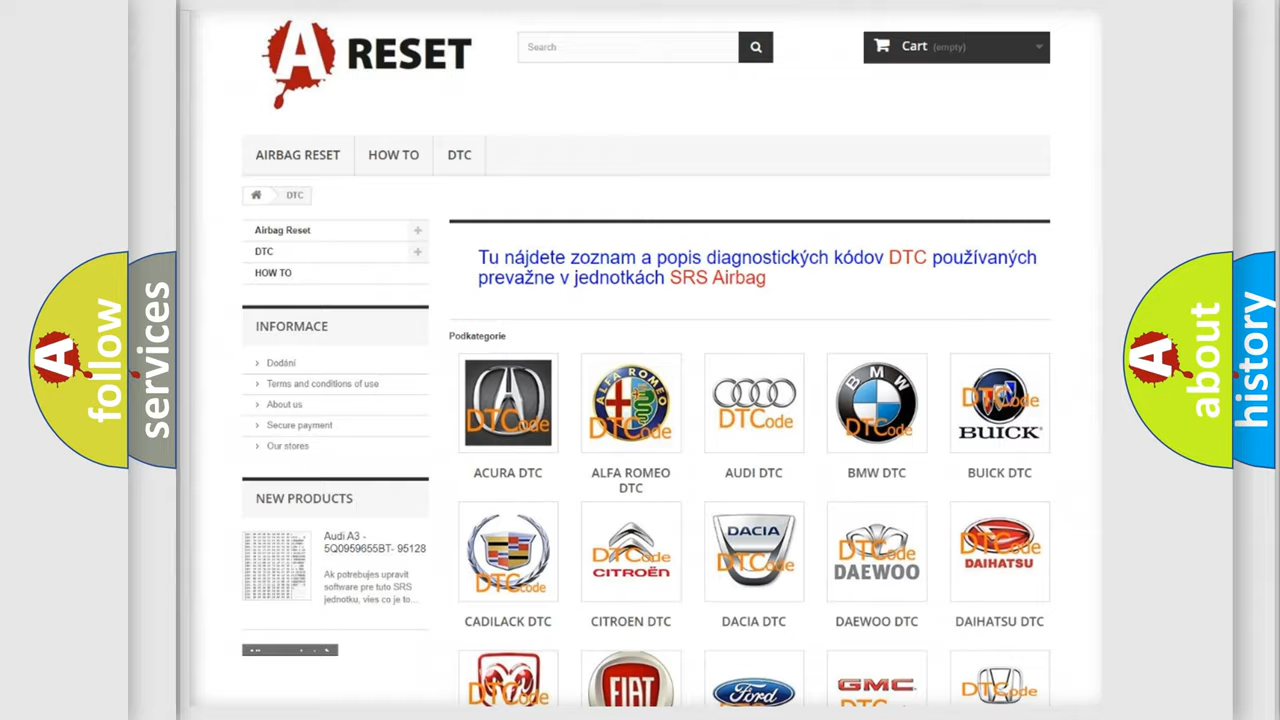 A RESET
Search
Cart (empty)
AIRBAG RESET
HOW TO
DTC
DTC
Airbag Reset
DTC
HOW TO
Tu nájdete zoznam a popis diagnostických kódov DTC používaných
prevažne v jednotkách SRS Airbag
INFORMACE
Dodání
Terms and conditions of use
About us
Secure payment
Our stores
NEW PRODUCTS
Audi A3 -
5Q0959655BT- 95128
Ak potrebujes upravit
software pre tuto SRS
jednotku, vies co je to...
Podkategorie
DTCode
ALFA ROMEO
DTCode
DTCode
BMW
DTCode
DTCode
BUICK
ACURA DTC
ALFA ROMEO
DTC
AUDI DTC
BMW DTC
BUICK DTC
DTCode
DTCode
CITROËN
DACIA
DTCode
DTCode
DAEWOO
DTCode
DAIHATSU
CADILACK DTC
CITROEN DTC
DACIA DTC
DAEWOO DTC
DAIHATSU DTC
DTCode
FIAT
Ford
GMC
DTCode
A follow
services
A about
history